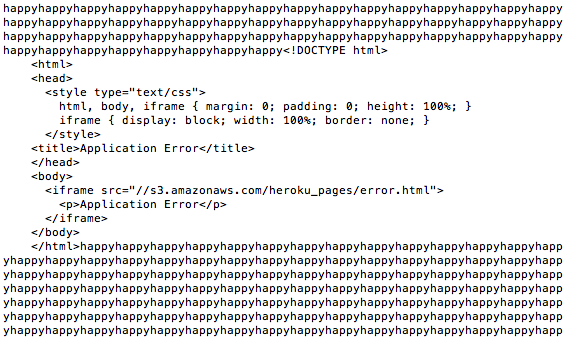 happyhappyhappyhappyhappyhappyhappyhappyhappyhappyhappyhappyhappyhappyhappyhappy
happyhappyhappyhappyhappyhappyhappyhappyhappyhappyhappyhappyhappyhappyhappyhappy
happyhappyhappyhappyhappyhappyhappyhappyhappyhappyhappyhappyhappyhappyhappyhappy
happyhappyhappyhappyhappyhappyhappyhappy<!DOCTYPE html>
    <html>
    <head>
      <style type="text/css">
        html, body, iframe { margin: 0; padding: 0; height: 100%; }
        iframe { display: block; width: 100%; border: none; }
      </style>
    <title>Application Error</title>
    </head>
    <body>
      <iframe src="//s3.amazonaws.com/heroku_pages/error.html">
        <p>Application Error</p>
      </iframe>
    </body>
    </html>happyhappyhappyhappyhappyhappyhappyhappyhappyhappyhappyhappyhappyhapp
yhappyhappyhappyhappyhappyhappyhappyhappyhappyhappyhappyhappyhappyhappyhappyhapp
yhappyhappyhappyhappyhappyhappyhappyhappyhappyhappyhappyhappyhappyhappyhappyhapp
yhappyhappyhappyhappyhappyhappyhappyhappyhappyhappyhappyhappyhappyhappyhappyhapp
yhappyhappyhappyhappyhappyhappyhappyhappyhappyhappyhappyhappyhappyhappyhappyhapp
yhappyhappyhappyhappyhappyhappyhappyhappyhappyhappyhappyhappyhappyhappyhappyhapp
yhappyhappyhappyhappyhappyhappyhappyhappyhappyhappyhappyhappyhappyhappyhappyhapp